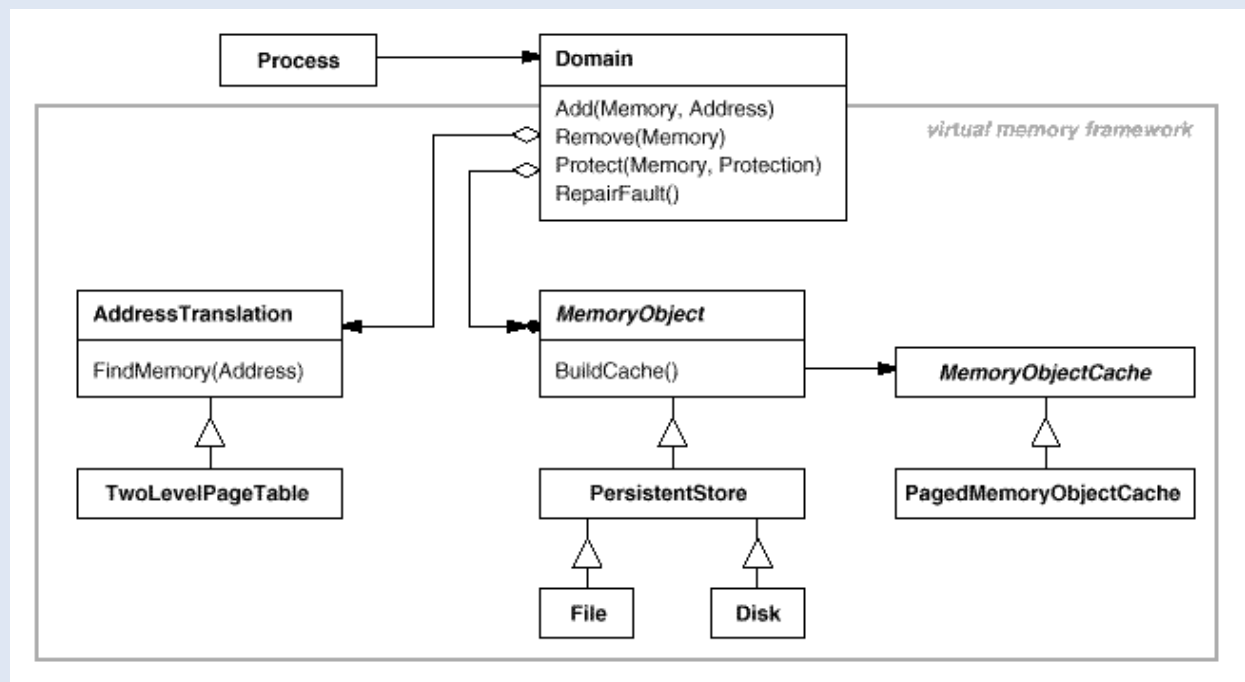 Process
Domain
Add(Memory, Address)
Remove(Memory)
Protect(Memory, Protection)
RepairFault()
virtual memory framework
AddressTranslation
FindMemory(Address)
MemoryObject
BuildCache()
MemoryObjectCache
TwoLevelPageTable
PersistentStore
PagedMemoryObjectCache
File
Disk